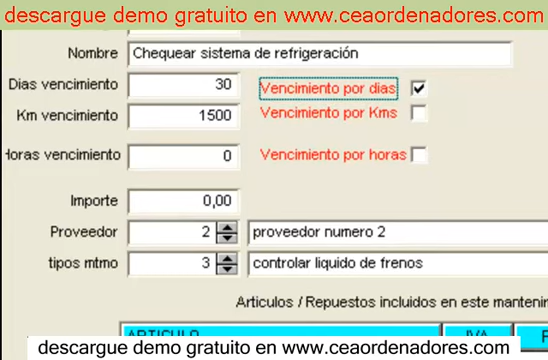 descargue demo gratuito en www.ceaordenadores.com
Nombre Chequear sistema de refrigeración
Dias vencimiento 30 Vencimiento por dias
Km vencimiento 1500 Vencimiento por Kms
Horas vencimiento 0 Vencimiento por horas
Importe 0,00
Proveedor 2 proveedor numero 2
tipos mtmo 3 controlar liquido de frenos
Articulos / Repuestos incluidos en este
ARTICULO IVA
descargue demo gratuito en www.ceaordenadores.com